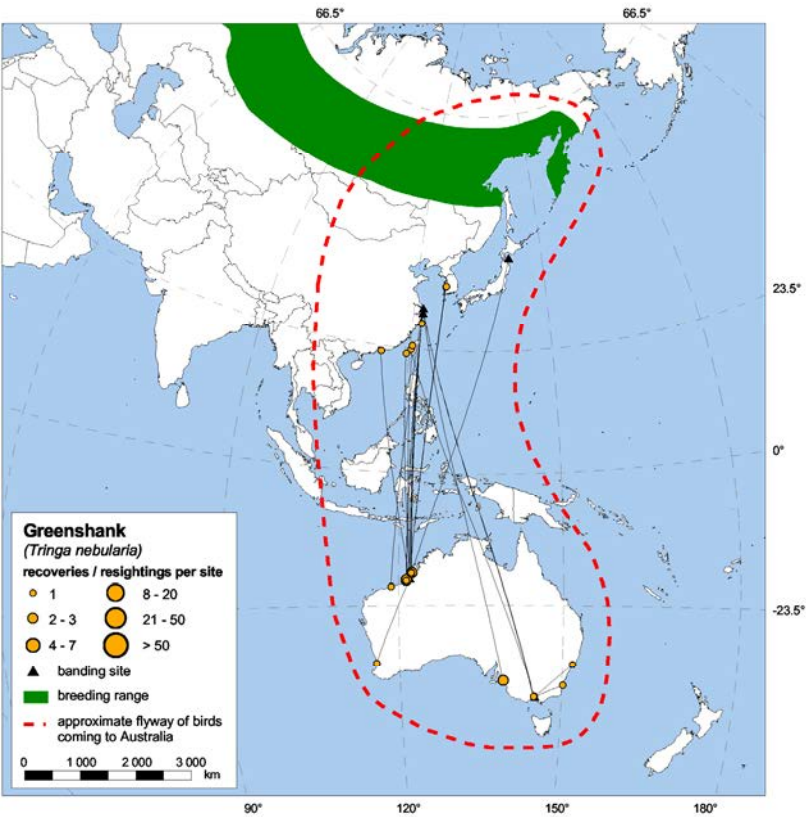 66.5°
66.5°
23.5°
0°
-23.5°
Greenshank
(Tringa nebularia)
recoveries / resightings per site
1
8 - 20
2 - 3
21 - 50
4 - 7
> 50
banding site
breeding range
approximate flyway of birds
coming to Australia
0
1 000
2 000
3 000
km
90°
120°
150°
180°